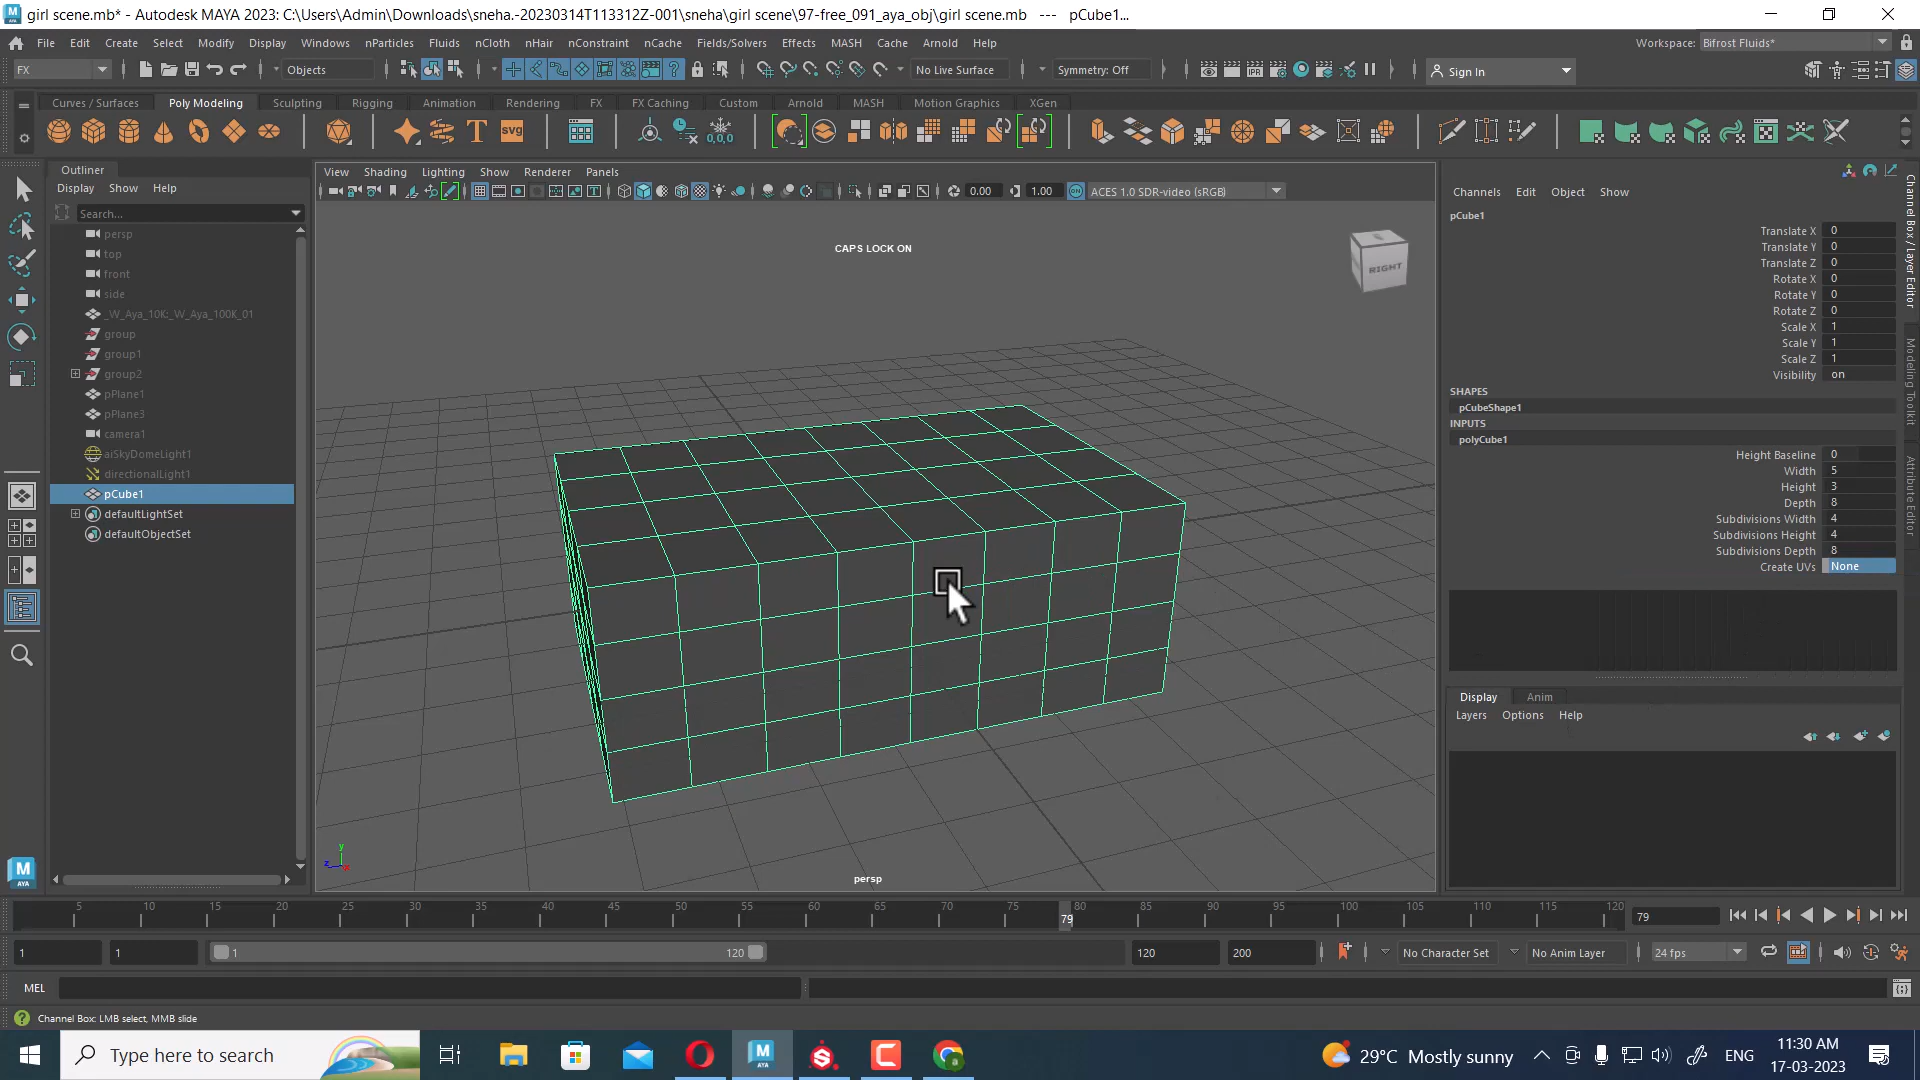 girl scene.mb* - Autodesk MAYA 2023: C:\Users\Admin\Downloads\sneha.-20230314T113312Z-001\sneha\girl scene\97-free_091_aya_obj\girl scene.mb --- pCube1...
File Edit Create Select Modify Display Windows nParticles Fluids nCloth nHair nConstraint nCache Fields/Solvers Effects MASH Cache Arnold Help Workspace: Bifrost Fluids*
FX Objects No Live Surface Symmetry: Off Sign In
Curves / Surfaces Poly Modeling Sculpting Rigging Animation Rendering FX FX Caching Custom Arnold MASH Motion Graphics XGen
T SVG 0,0,0
Outliner
Display Show Help
Search...
persp
top
front
side
_W_Aya_10K:_W_Aya_100K_01
group
group1
group2
pPlane1
pPlane3
camera1
aiSkyDomeLight1
directionalLight1
pCube1
defaultLightSet
defaultObjectSet
View Shading Lighting Show Renderer Panels
0.00 1.00 ON ACES 1.0 SDR-video (sRGB)
CAPS LOCK ON
RIGHT
y
z
persp
Channels Edit Object Show
pCube1
Translate X 0
Translate Y 0
Translate Z 0
Rotate X 0
Rotate Y 0
Rotate Z 0
Scale X 1
Scale Y 1
Scale Z 1
Visibility on
SHAPES
pCubeShape1
INPUTS
polyCube1
Height Baseline 0
Width 5
Height 3
Depth 8
Subdivisions Width 4
Subdivisions Height 4
Subdivisions Depth 8
Create UVs None
Display Anim
Layers Options Help
Channel Box / Layer Editor
Modeling Toolkit
Attribute Editor
5 10 15 20 25 30 35 40 45 50 55 60 65 70 75 79 80 85 90 95 100 105 110 115 120 79
1 1 1 120 120 200 No Character Set No Anim Layer 24 fps
MEL
Channel Box: LMB select, MMB slide
M AYA
Type here to search
29°C Mostly sunny
ENG
11:30 AM
17-03-2023